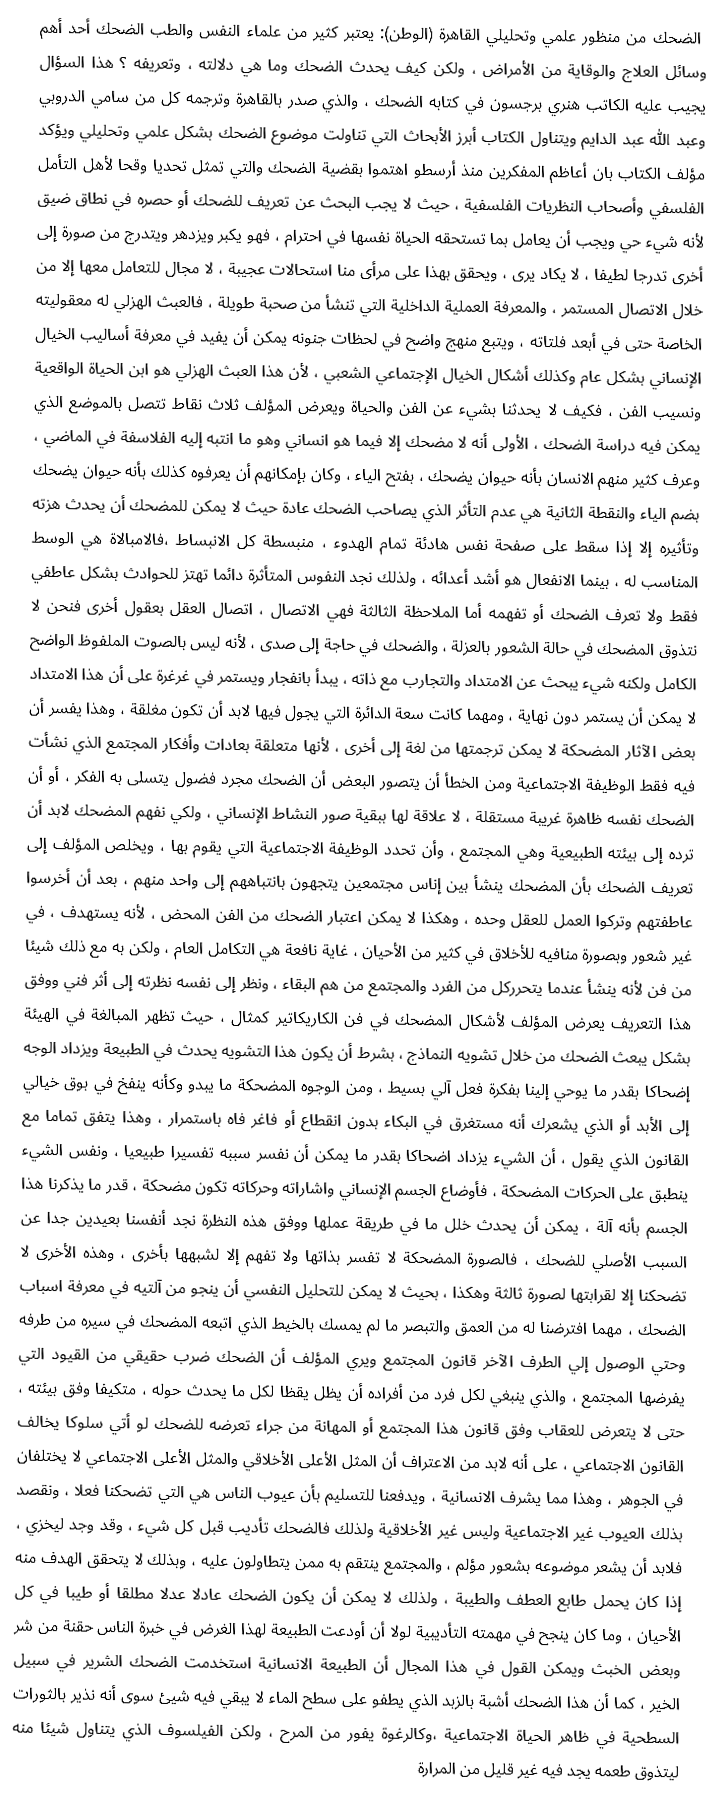 الضحك من منظور علمي وتحليلي القاهرة (الوطن): يعتبر كثير من علماء النفس والطب الضحك أحد أهم
وسائل العلاج والوقاية من الأمراض ، ولكن كيف يحدث الضحك وما هي دلالته ، وتعريفه ؟ هذا السؤال
يجيب عليه الكاتب هنري برجسون في كتابه الضحك ، والذي صدر بالقاهرة وترجمه كل من سامي الدروبي
وعبد الله عبد الدايم ويتناول الكتاب أبرز الأبحاث التي تناولت موضوع الضحك بشكل علمي وتحليلي ويؤكد
مؤلف الكتاب بان أعاظم المفكرين منذ أرسطو اهتموا بقضية الضحك والتي تمثل تحديا وقحا لأهل التأمل
الفلسفي وأصحاب النظريات الفلسفية ، حيث لا يجب البحث عن تعريف للضحك أو حصره في نطاق ضيق
لأنه شيء حي ويجب أن يعامل بما تستحقه الحياة نفسها في احترام ، فهو يكبر ويزدهر ويتدرج من صورة إلى
أخرى تدرجا لطيفا ، لا يكاد يرى ، ويحقق بهذا على مرأى منا استحالات عجيبة ، لا مجال للتعامل معها إلا من
خلال الاتصال المستمر ، والمعرفة العملية الداخلية التي تنشأ من صحبة طويلة ، فالعبث الهزلي له معقوليته
الخاصة حتى في أبعد فلتاته ، ويتبع منهج واضح في لحظات جنونه يمكن أن يفيد في معرفة أساليب الخيال
الإنساني بشكل عام وكذلك أشكال الخيال الإجتماعي الشعبي ، لأن هذا العبث الهزلي هو ابن الحياة الواقعية
ونسيب الفن ، فكيف لا يحدثنا بشيء عن الفن والحياة ويعرض المؤلف ثلاث نقاط تتصل بالموضع الذي
يمكن فيه دراسة الضحك ، الأولى أنه لا مضحك إلا فيما هو انساني وهو ما انتبه إليه الفلاسفة في الماضي ،
وعرف كثير منهم الانسان بأنه حيوان يضحك ، بفتح الياء ، وكان بإمكانهم أن يعرفوه كذلك بأنه حيوان يضحك
بضم الياء والنقطة الثانية هي عدم التأثر الذي يصاحب الضحك عادة حيث لا يمكن للمضحك أن يحدث هزته
وتأثيره إلا إذا سقط على صفحة نفس هادئة تمام الهدوء ، منبسطة كل الانبساط ،فالامبالاة هي الوسط
المناسب له ، بينما الانفعال هو أشد أعدائه ، ولذلك نجد النفوس المتأثرة دائما تهتز للحوادث بشكل عاطفي
فقط ولا تعرف الضحك أو تفهمه أما الملاحظة الثالثة فهي الاتصال ، اتصال العقل بعقول أخرى فنحن لا
نتذوق المضحك في حالة الشعور بالعزلة ، والضحك في حاجة إلى صدى ، لأنه ليس بالصوت الملفوظ الواضح
الكامل ولكنه شيء يبحث عن الامتداد والتجارب مع ذاته ، يبدأ بانفجار ويستمر في غرغرة على أن هذا الامتداد
لا يمكن أن يستمر دون نهاية ، ومهما كانت سعة الدائرة التي يجول فيها لابد أن تكون مغلقة ، وهذا يفسر أن
بعض الآثار المضحكة لا يمكن ترجمتها من لغة إلى أخرى ، لأنها متعلقة بعادات وأفكار المجتمع الذي نشأت
فيه فقط الوظيفة الاجتماعية ومن الخطأ أن يتصور البعض أن الضحك مجرد فضول يتسلى به الفكر ، أو أن
الضحك نفسه ظاهرة غريبة مستقلة ، لا علاقة لها ببقية صور النشاط الإنساني ، ولكي نفهم المضحك لابد أن
ترده إلى بيئته الطبيعية وهي المجتمع ، وأن تحدد الوظيفة الاجتماعية التي يقوم بها ، ويخلص المؤلف إلى
تعريف الضحك بأن المضحك ينشأ بين إناس مجتمعين يتجهون بانتباههم إلى واحد منهم ، بعد أن أخرسوا
عاطفتهم وتركوا العمل للعقل وحده ، وهكذا لا يمكن اعتبار الضحك من الفن المحض ، لأنه يستهدف ، في
غير شعور وبصورة منافيه للأخلاق في كثير من الأحيان ، غاية نافعة هي التكامل العام ، ولكن به مع ذلك شيئا
من فن لأنه ينشأ عندما يتحرركل من الفرد والمجتمع من هم البقاء ، ونظر إلى نفسه نظرته إلى أثر فني ووفق
هذا التعريف يعرض المؤلف لأشكال المضحك في فن الكاريكاتير كمثال ، حيث تظهر المبالغة في الهيئة
بشكل يبعث الضحك من خلال تشويه النماذج ، بشرط أن يكون هذا التشويه يحدث في الطبيعة ويزداد الوجه
إضحاكا بقدر ما يوحي إلينا بفكرة فعل آلي بسيط ، ومن الوجوه المضحكة ما يبدو وكأنه ينفخ في بوق خيالي
إلى الأبد أو الذي يشعرك أنه مستغرق في البكاء بدون انقطاع أو فاغر فاه باستمرار ، وهذا يتفق تماما مع
القانون الذي يقول ، أن الشيء يزداد اضحاكا بقدر ما يمكن أن نفسر سببه تفسيرا طبيعيا ، ونفس الشيء
ينطبق على الحركات المضحكة ، فأوضاع الجسم الإنساني واشاراته وحركاته تكون مضحكة ، قدر ما يذكرنا هذا
الجسم بأنه آلة ، يمكن أن يحدث خلل ما في طريقة عملها ووفق هذه النظرة نجد أنفسنا بعيدين جدا عن
السبب الأصلي للضحك ، فالصورة المضحكة لا تفسر بذاتها ولا تفهم إلا لشبهها بأخرى ، وهذه الأخرى لا
تضحكنا إلا لقرابتها لصورة ثالثة وهكذا ، بحيث لا يمكن للتحليل النفسي أن ينجو من آلتيه في معرفة اسباب
الضحك ، مهما افترضنا له من العمق والتبصر ما لم يمسك بالخيط الذي اتبعه المضحك في سيره من طرفه
وحتي الوصول إلي الطرف الآخر قانون المجتمع ويري المؤلف أن الضحك ضرب حقيقي من القيود التي
يفرضها المجتمع ، والذي ينبغي لكل فرد من أفراده أن يظل يقظا لكل ما يحدث حوله ، متكيفا وفق بيئته ،
حتى لا يتعرض للعقاب وفق قانون هذا المجتمع أو المهانة من جراء تعرضه للضحك لو أتي سلوكا يخالف
القانون الاجتماعي ، على أنه لابد من الاعتراف أن المثل الأعلى الأخلاقي والمثل الأعلى الاجتماعي لا يختلفان
في الجوهر ، وهذا مما يشرف الانسانية ، ويدفعنا للتسليم بأن عيوب الناس هي التي تضحكنا فعلا ، ونقصد
بذلك العيوب غير الاجتماعية وليس غير الأخلاقية ولذلك فالضحك تأديب قبل كل شيء ، وقد وجد ليخزي ،
فلابد أن يشعر موضوعه بشعور مؤلم ، والمجتمع ينتقم به ممن يتطاولون عليه ، وبذلك لا يتحقق الهدف منه
إذا كان يحمل طابع العطف والطيبة ، ولذلك لا يمكن أن يكون الضحك عادلا عدلا مطلقا أو طيبا في كل
الأحيان ، وما كان ينجح في مهمته التأديبية لولا أن أودعت الطبيعة لهذا الغرض في خبرة الناس حقنة من شر
وبعض الخبث ويمكن القول في هذا المجال أن الطبيعة الانسانية استخدمت الضحك الشرير في سبيل
الخير ، كما أن هذا الضحك أشبة بالزبد الذي يطفو على سطح الماء لا يبقي فيه شيئ سوى أنه نذير بالثورات
السطحية في ظاهر الحياة الاجتماعية ،وكالرغوة يفور من المرح ، ولكن الفيلسوف الذي يتناول شيئا منه
ليتذوق طعمه يجد فيه غير قليل من المرارة